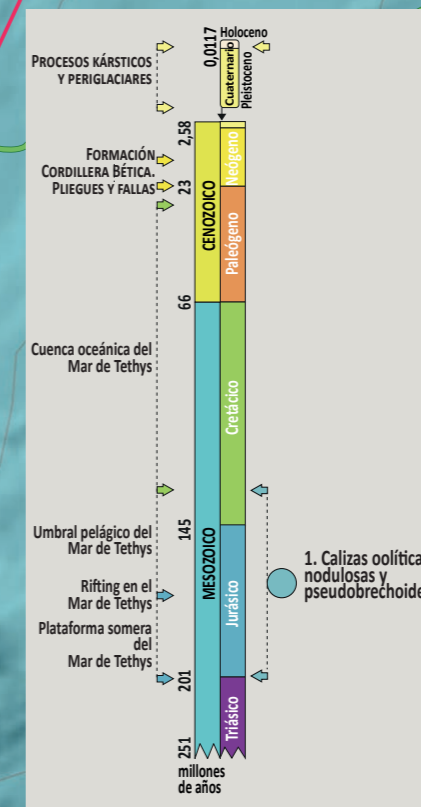 PROCESOS KÁRSTICOS
Y PERIGLACIARES
FORMACIÓN
CORDILLERA BÉTICA.
PLIEGUES Y FALLAS
Cuenca oceánica del
Mar de Tethys
Umbral pelágico del
Mar de Tethys
Rifting en el
Mar de Tethys
Plataforma somera
del
Mar de Tethys
0,0117
2,58
23
66
145
201
251
millones
de años
CENOZOICO
MESOZOICO
Holoceno
Pleistoceno
Cuaternario
Neógeno
Paleógeno
Cretácico
Jurásico
Triásico
1. Calizas oolítica
nodulosas y
pseudobrechoide